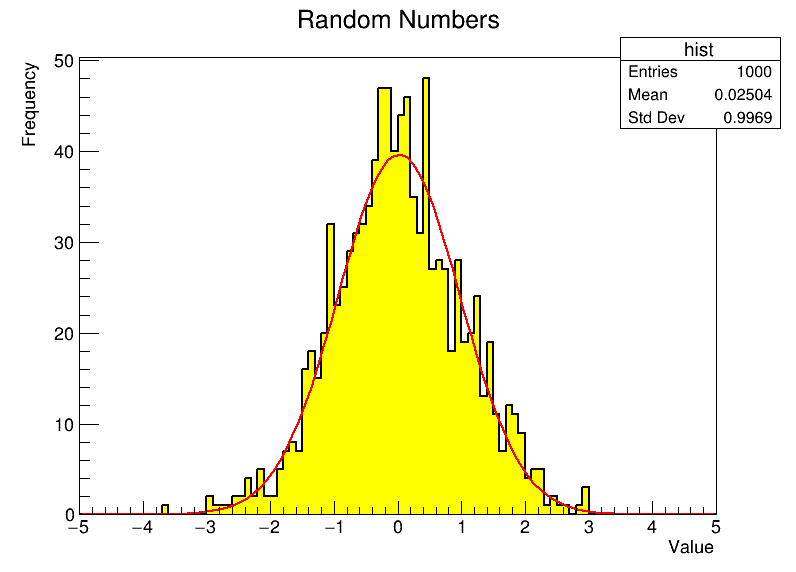 Random Numbers
hist
Entries 1000
Mean 0.02504
Std Dev 0.9969
Frequency
50
40
30
20
10
0
−5 −4 −3 −2 −1 0 1 2 3 4 5
Value